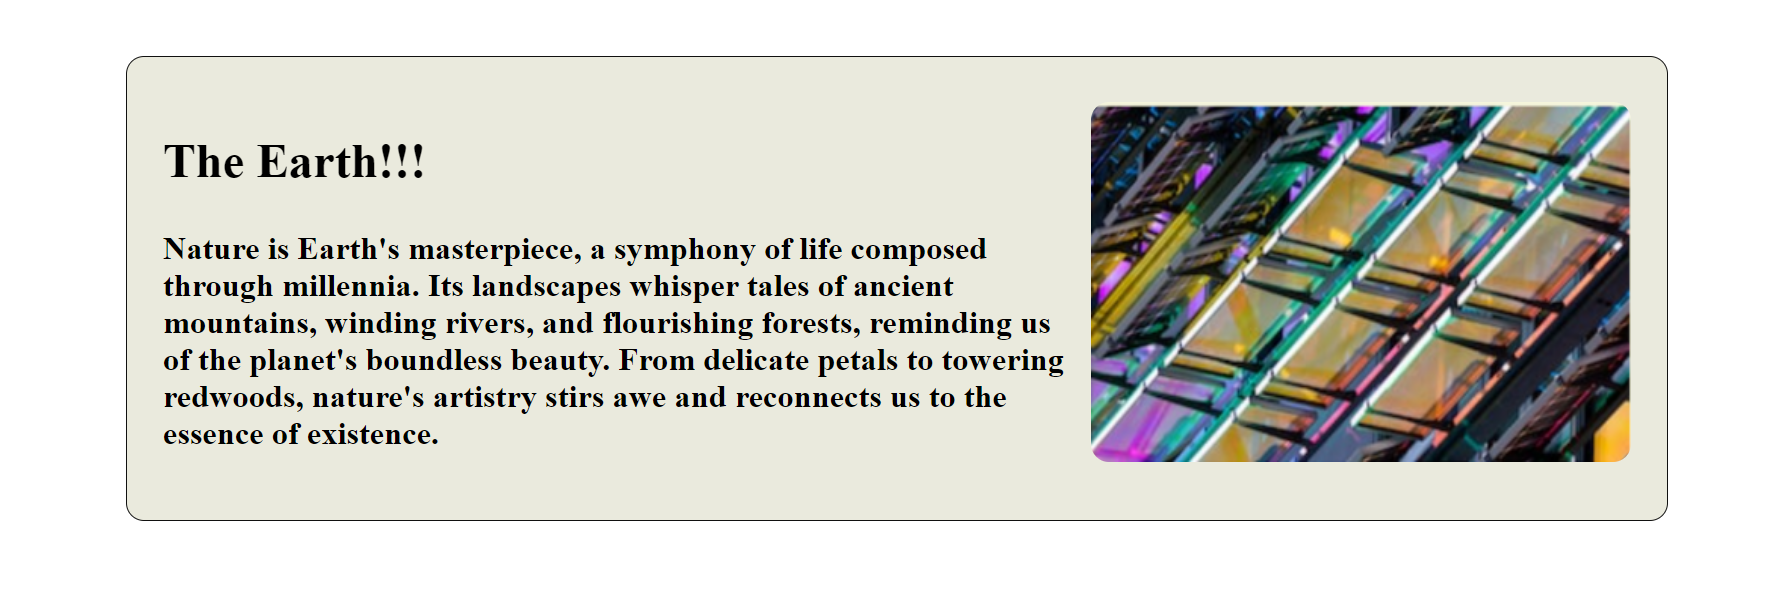 The Earth!!!
Nature is Earth's masterpiece, a symphony of life composed
through millennia. Its landscapes whisper tales of ancient
mountains, winding rivers, and flourishing forests, reminding us
of the planet's boundless beauty. From delicate petals to towering
redwoods, nature's artistry stirs awe and reconnects us to the
essence of existence.